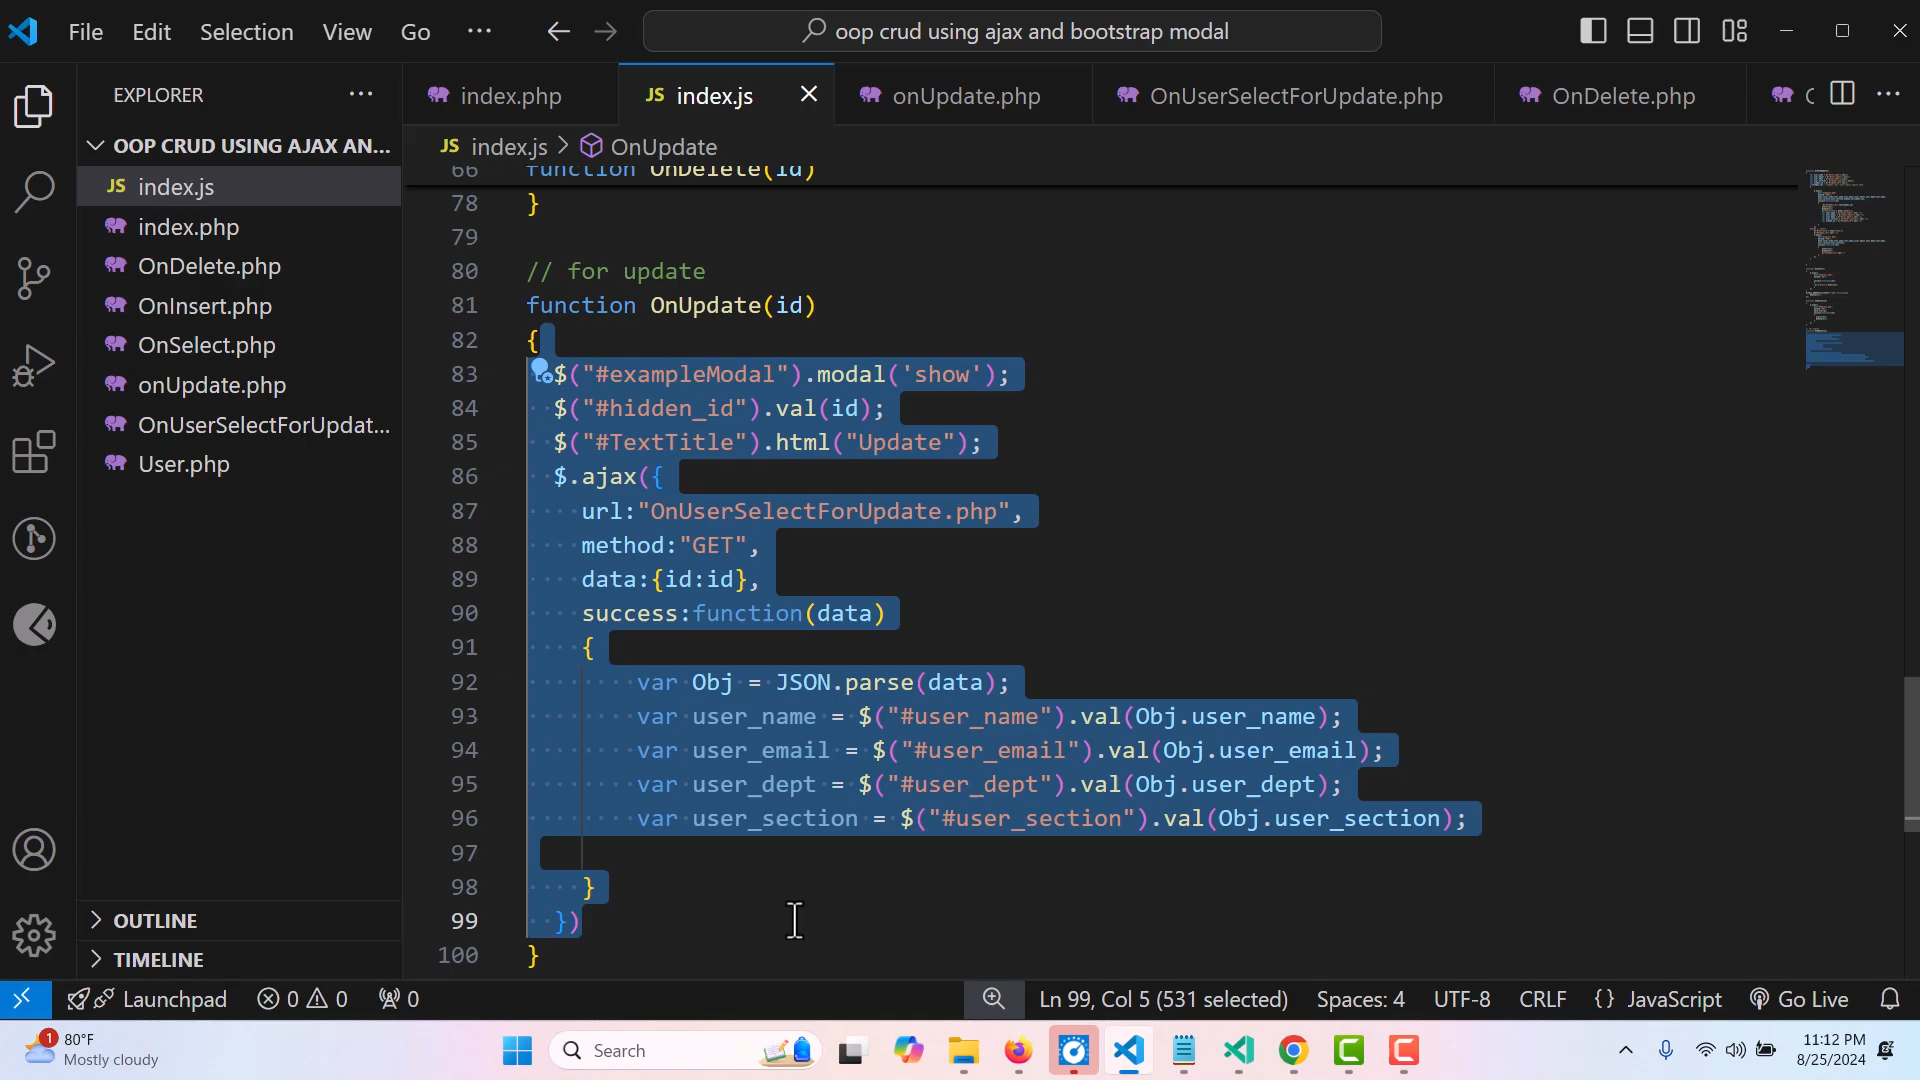 File Edit Selection View Go ...
oop crud using ajax and bootstrap modal
EXPLORER
OOP CRUD USING AJAX AN...
JS index.js
index.php
OnDelete.php
OnInsert.php
OnSelect.php
onUpdate.php
OnUserSelectForUpdat...
User.php
OUTLINE
TIMELINE
index.php JS index.js onUpdate.php OnUserSelectForUpdate.php OnDelete.php
JS index.js > OnUpdate
66 function OnDelete(id)
78 }
79
80 // for update
81 function OnUpdate(id)
82 {
83 $("#exampleModal").modal('show');
84 $("#hidden_id").val(id);
85 $("#TextTitle").html("Update");
86 $.ajax({
87 url:"OnUserSelectForUpdate.php",
88 method:"GET",
89 data:{id:id},
90 success:function(data)
91 {
92 var Obj = JSON.parse(data);
93 var user_name = $("#user_name").val(Obj.user_name);
94 var user_email = $("#user_email").val(Obj.user_email);
95 var user_dept = $("#user_dept").val(Obj.user_dept);
96 var user_section = $("#user_section").val(Obj.user_section);
97
98 }
99 })
100 }
Launchpad 0 0 0 Ln 99, Col 5 (531 selected) Spaces: 4 UTF-8 CRLF {} JavaScript Go Live
1 80°F
Mostly cloudy
Search
11:12 PM
8/25/2024